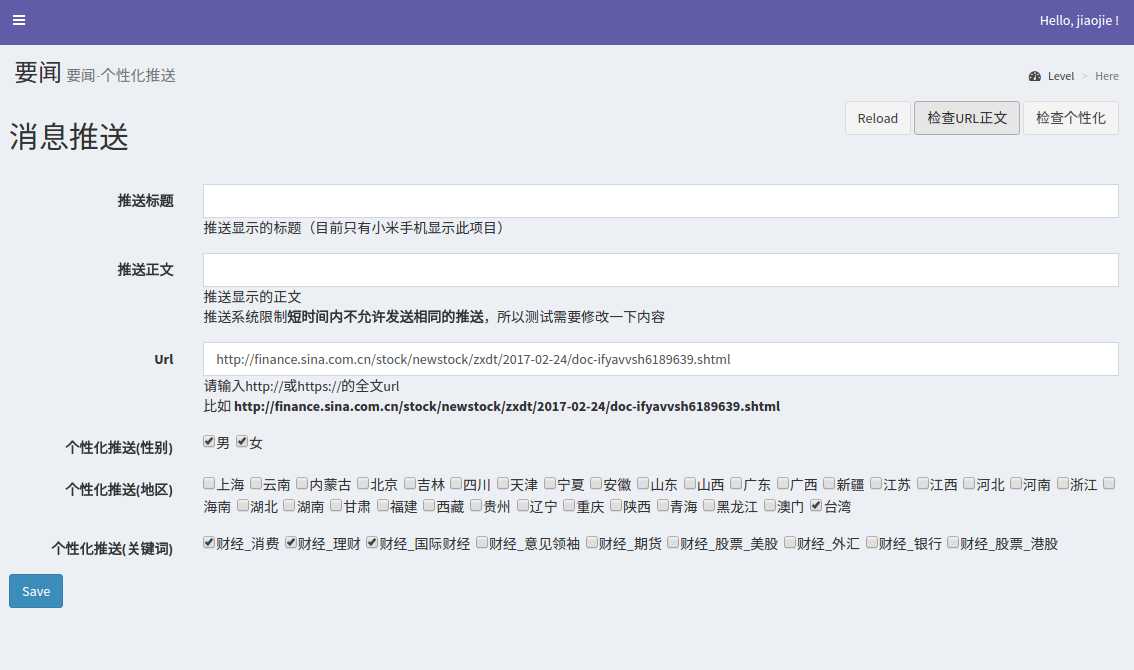 Hello, jiaojie !
要闻 要闻-个性化推送
Level > Here
消息推送
Reload 检查URL正文 检查个性化
推送标题
推送显示的标题（目前只有小米手机显示此项目）
推送正文
推送显示的正文
推送系统限制短时间内不允许发送相同的推送，所以测试需要修改一下内容
Url http://finance.sina.com.cn/stock/newstock/zxdt/2017-02-24/doc-ifyavvsh6189639.shtml
请输入http://或https://的全文url
比如 http://finance.sina.com.cn/stock/newstock/zxdt/2017-02-24/doc-ifyavvsh6189639.shtml
个性化推送(性别) 男 女
个性化推送(地区) 上海 云南 内蒙古 北京 吉林 四川 天津 宁夏 安徽 山东 山西 广东 广西 新疆 江苏 江西 河北 河南 浙江
海南 湖北 湖南 甘肃 福建 西藏 贵州 辽宁 重庆 陕西 青海 黑龙江 澳门 台湾
个性化推送(关键词) 财经_消费 财经_理财 财经_国际财经 财经_意见领袖 财经_期货 财经_股票_美股 财经_外汇 财经_银行 财经_股票_港股
Save